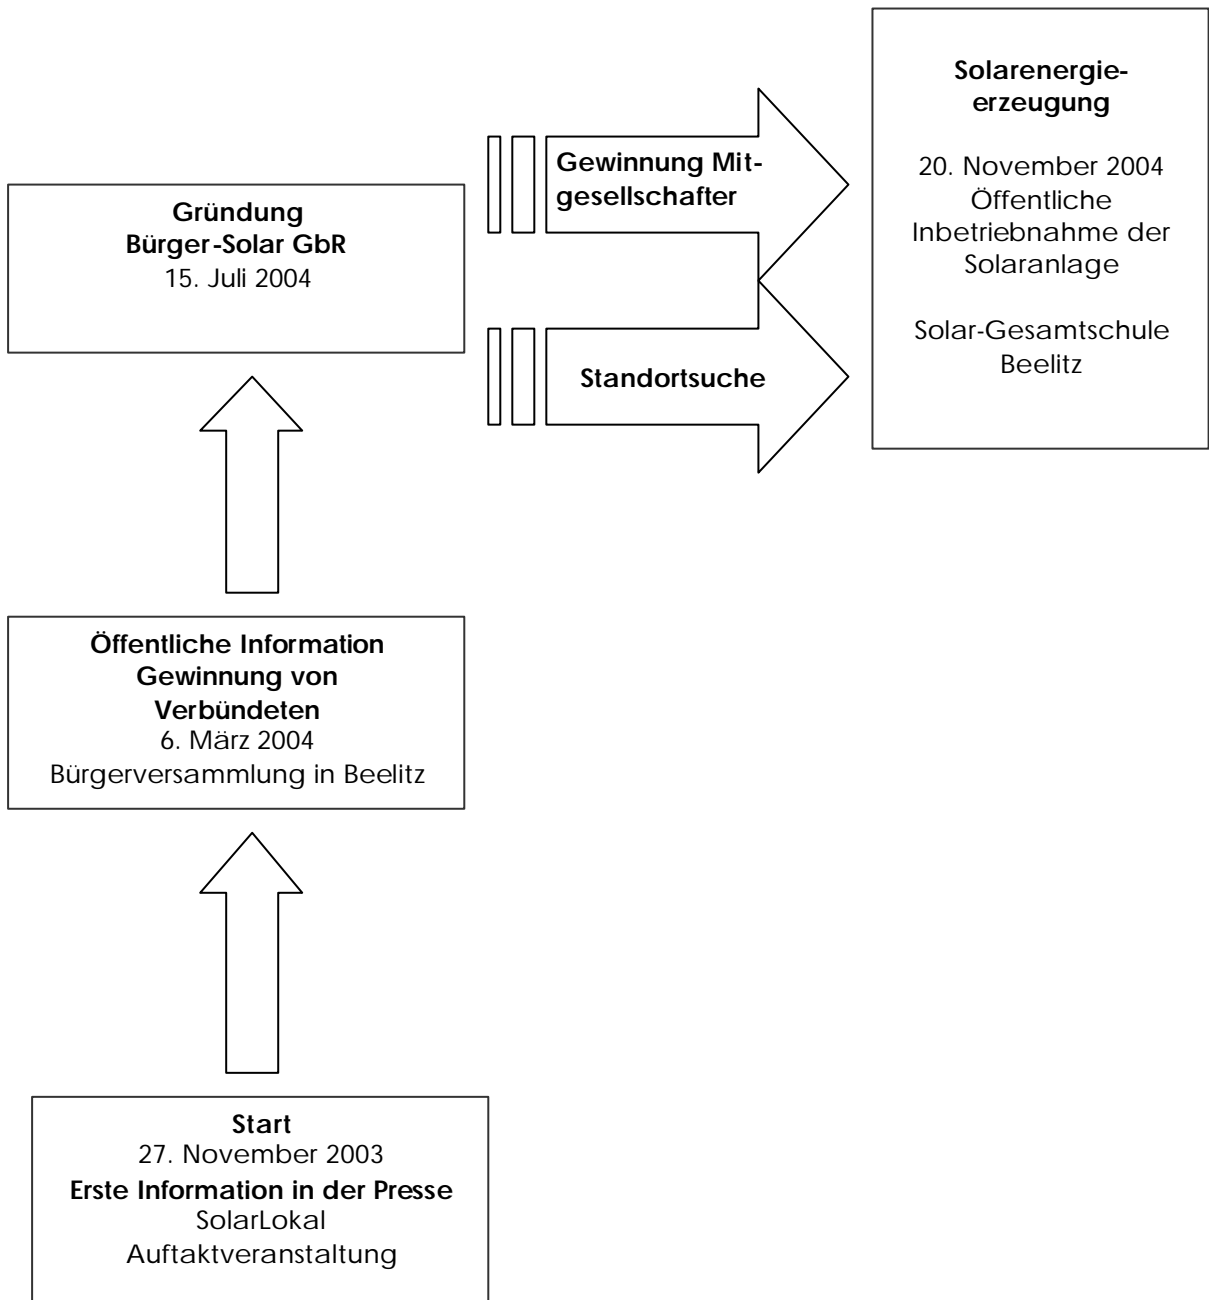 Solarenergie-
erzeugung
20. November 2004
Öffentliche
Inbetriebnahme der
Solaranlage
Solar-Gesamtschule
Beelitz
Gewinnung Mit-
gesellschafter
Standortsuche
Gründung
Bürger-Solar GbR
15. Juli 2004
Öffentliche Information
Gewinnung von
Verbündeten
6. März 2004
Bürgerversammlung in Beelitz
Start
27. November 2003
Erste Information in der Presse
SolarLokal
Auftaktveranstaltung